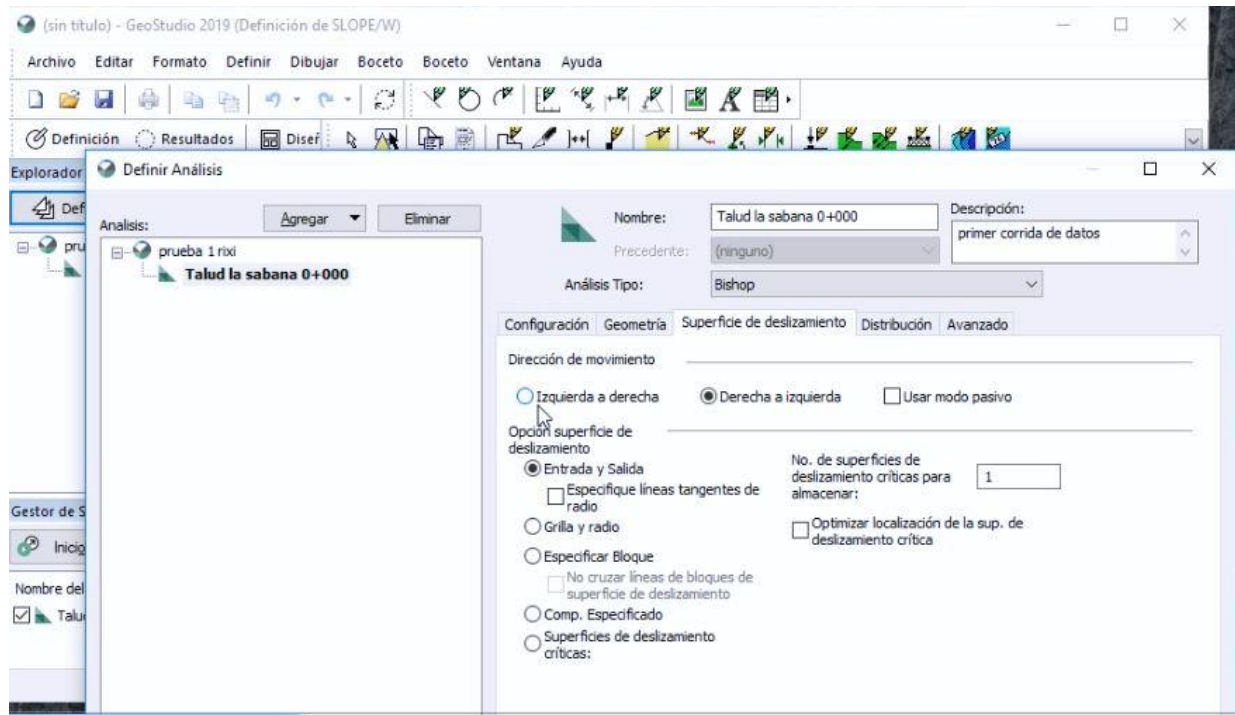 (sin título) - GeoStudio 2019 (Definición de SLOPE/W)
Archivo Editar Formato Definir Dibujar Boceto Boceto Ventana Ayuda
Definición Resultados Diseñ
Explorador
Definir Análisis
Def
Analisis: Agregar Eliminar
pru
prueba 1 rixi
Talud la sabana 0+000
Nombre: Talud la sabana 0+000
Descripción:
primer corrida de datos
Precedente: (ninguno)
Análisis Tipo: Bishop
Configuración Geometría Superficie de deslizamiento Distribución Avanzado
Dirección de movimiento
Izquierda a derecha Derecha a izquierda Usar modo pasivo
Opción superficie de
deslizamiento
Entrada y Salida
Especifique líneas tangentes de
radio
Grilla y radio
Especificar Bloque
No cruzar líneas de bloques de
superficie de deslizamiento
Comp. Especificado
Superficies de deslizamiento
críticas:
No. de superficies de
deslizamiento críticas para
almacenar:
1
Optimizar localización de la sup. de
deslizamiento crítica
Gestor de S
Inicio
Nombre del
Talu